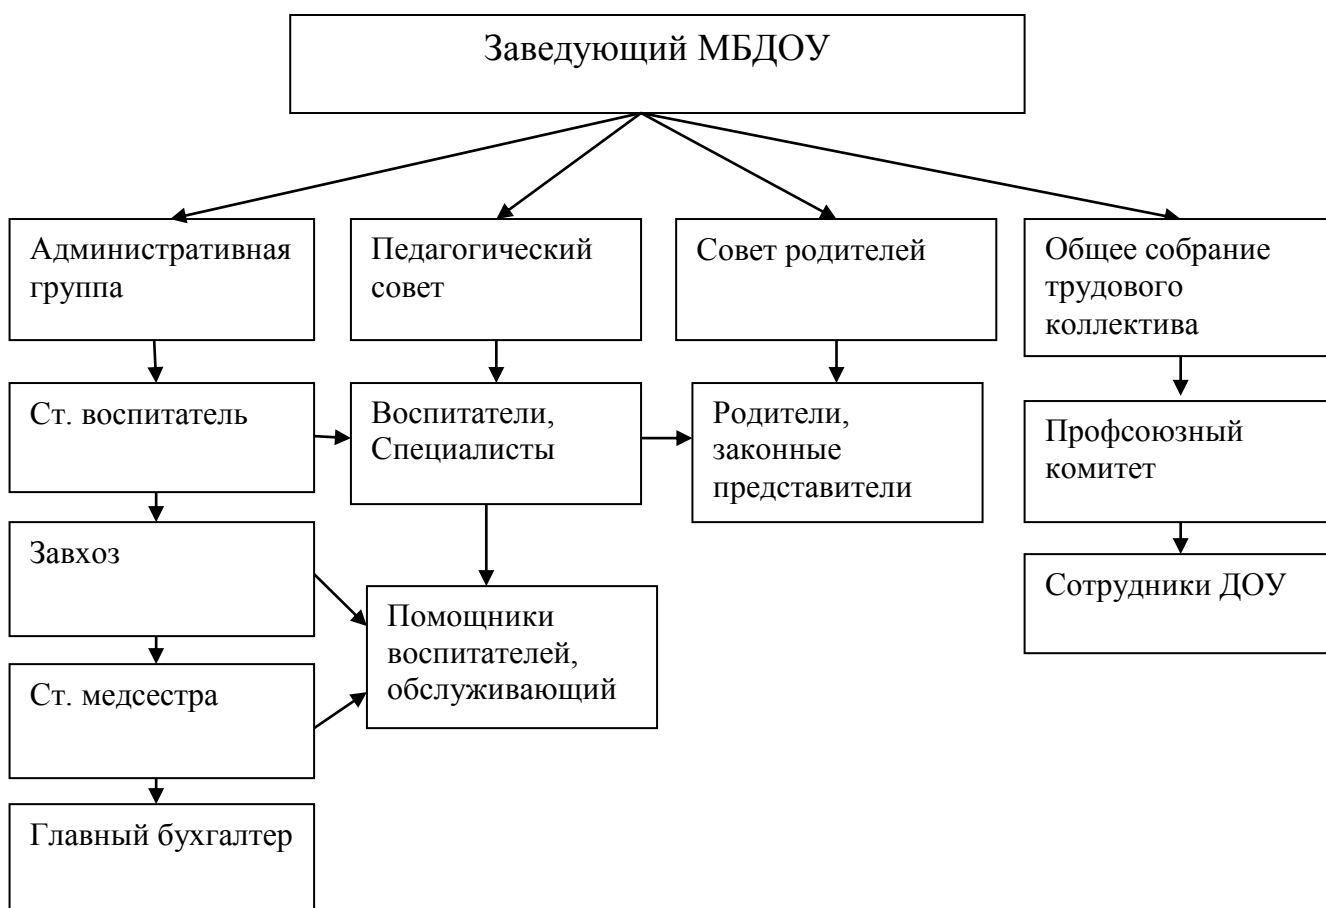 Заведующий МБДОУ
Административная
группа
Педагогический
совет
Совет родителей
Общее собрание
трудового
коллектива
Ст. воспитатель
Воспитатели,
Специалисты
Родители,
законные
представители
Профсоюзный
комитет
Завхоз
Помощники
воспитателей,
обслуживающий
Сотрудники ДОУ
Ст. медсестра
Главный бухгалтер